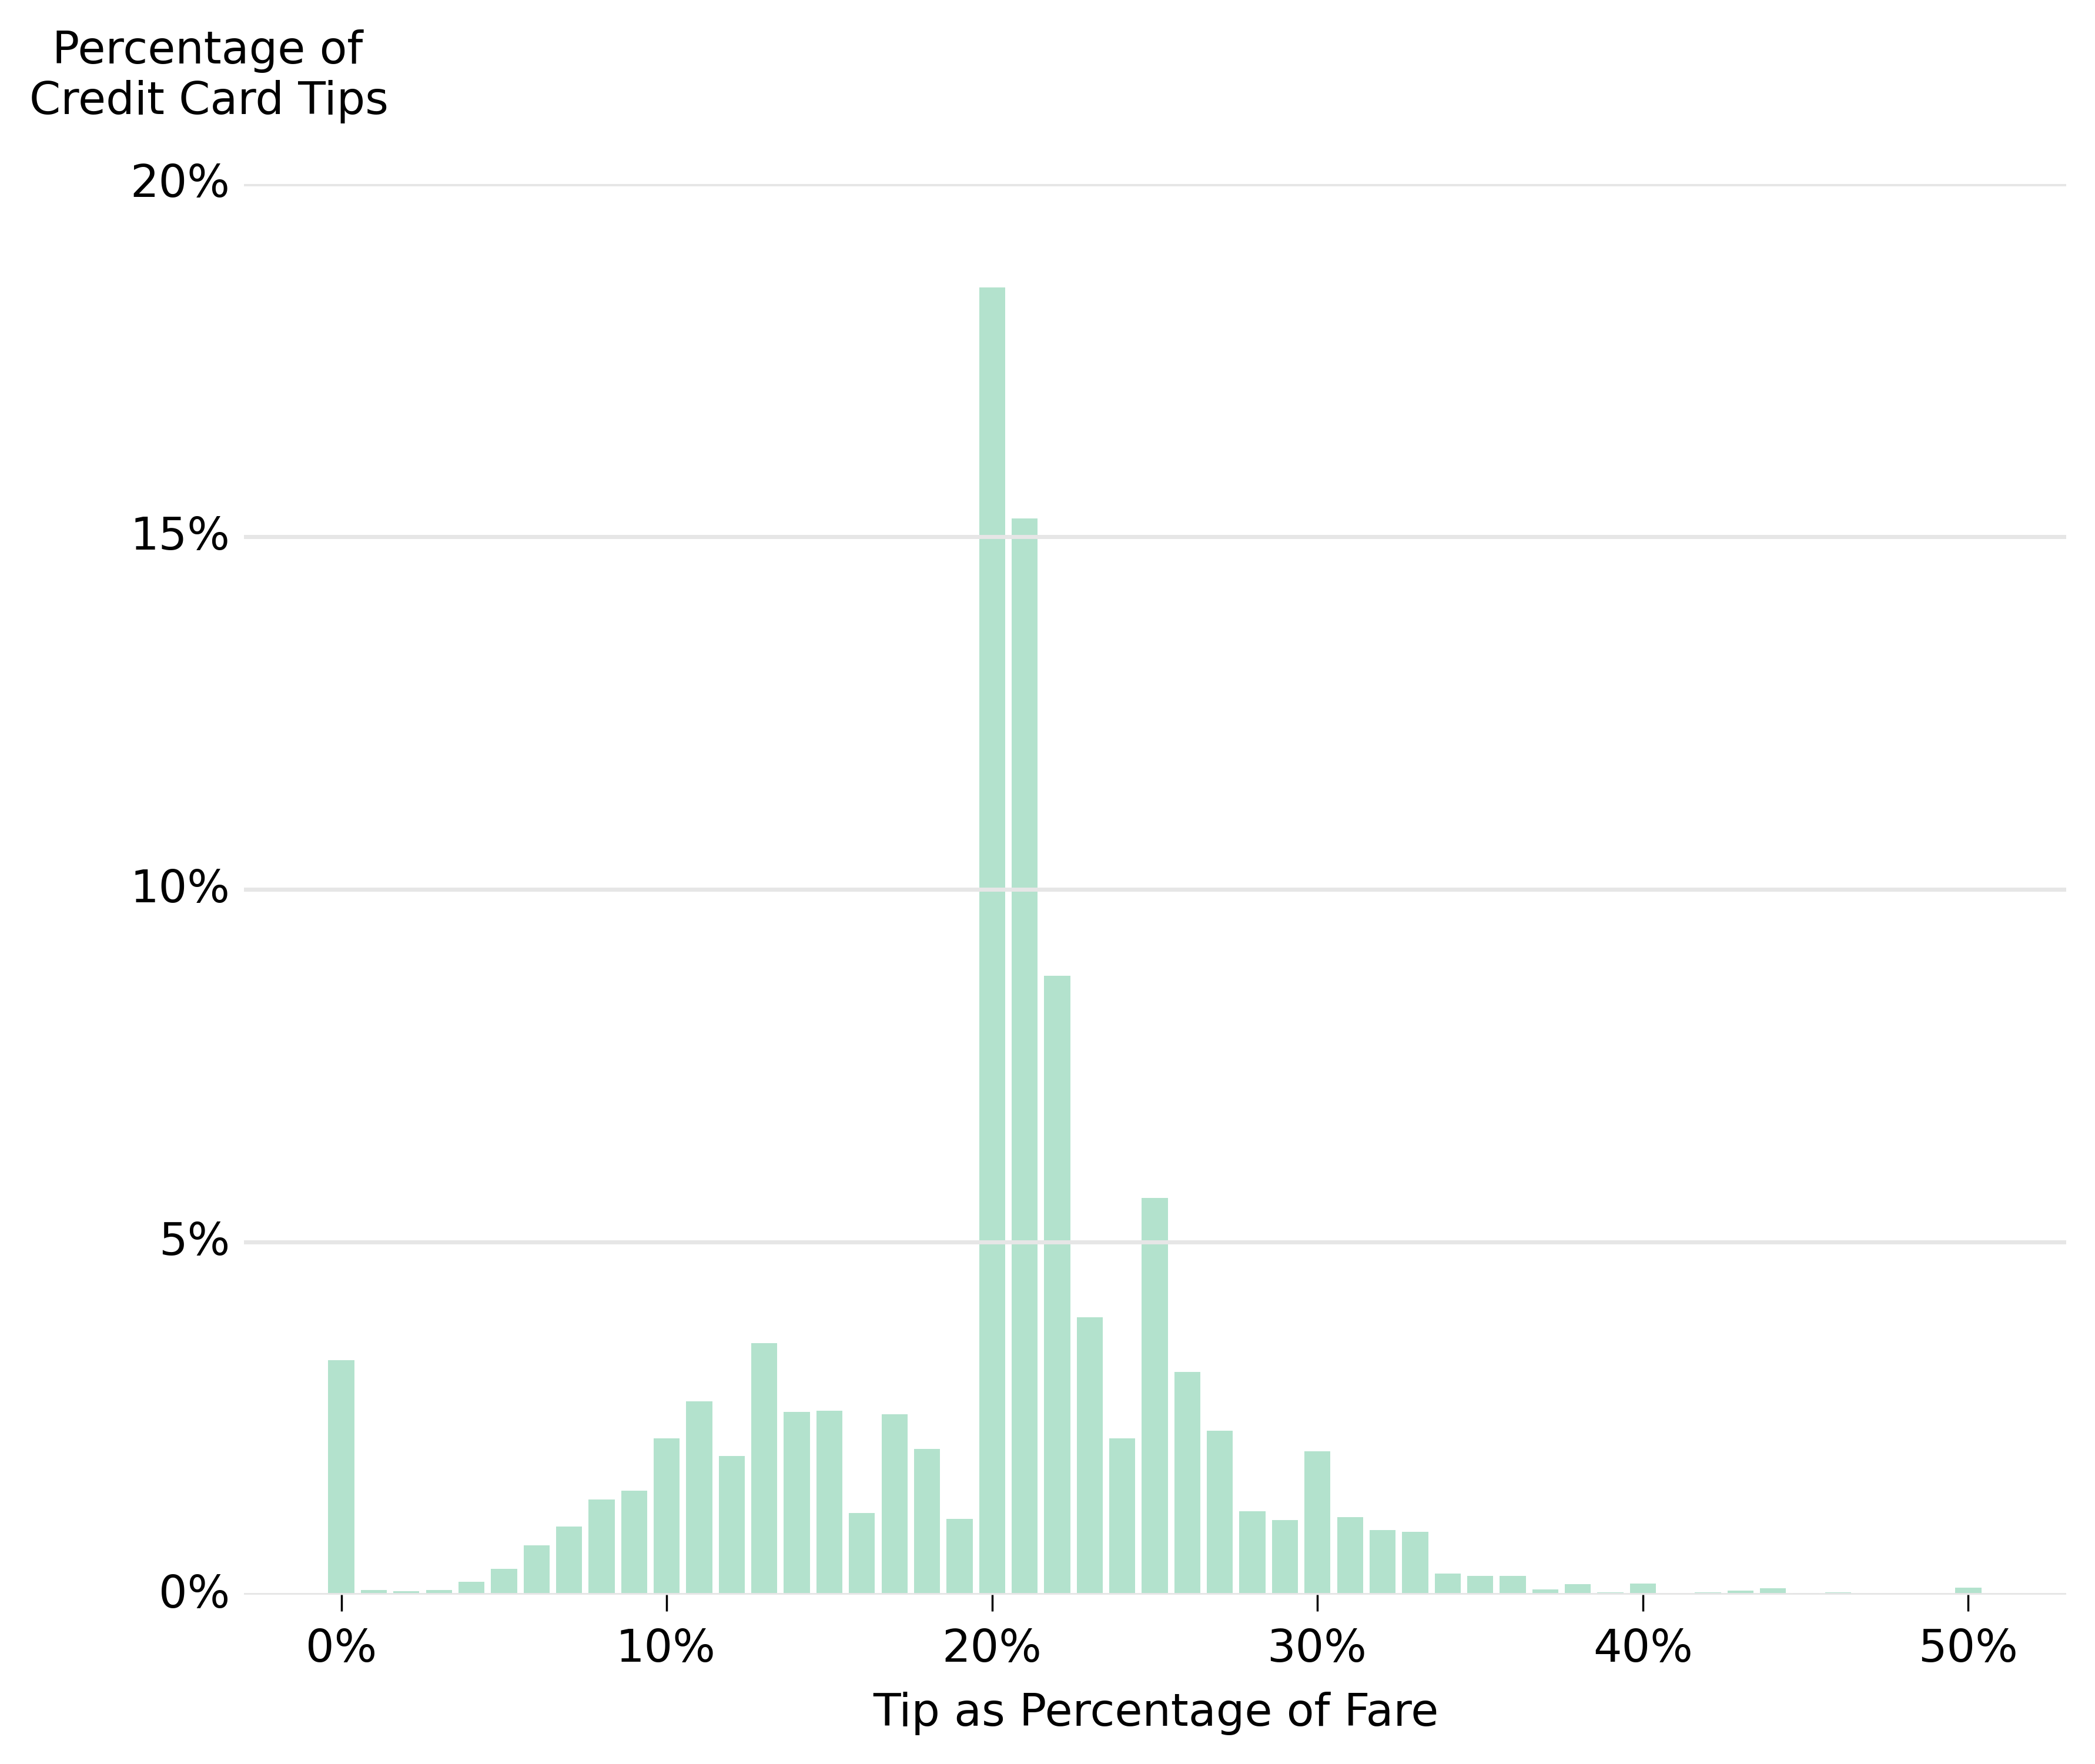 Percentage of
Credit Card Tips
20%
15%
10%
5%
0%
0% 10% 20% 30% 40% 50%
Tip as Percentage of Fare